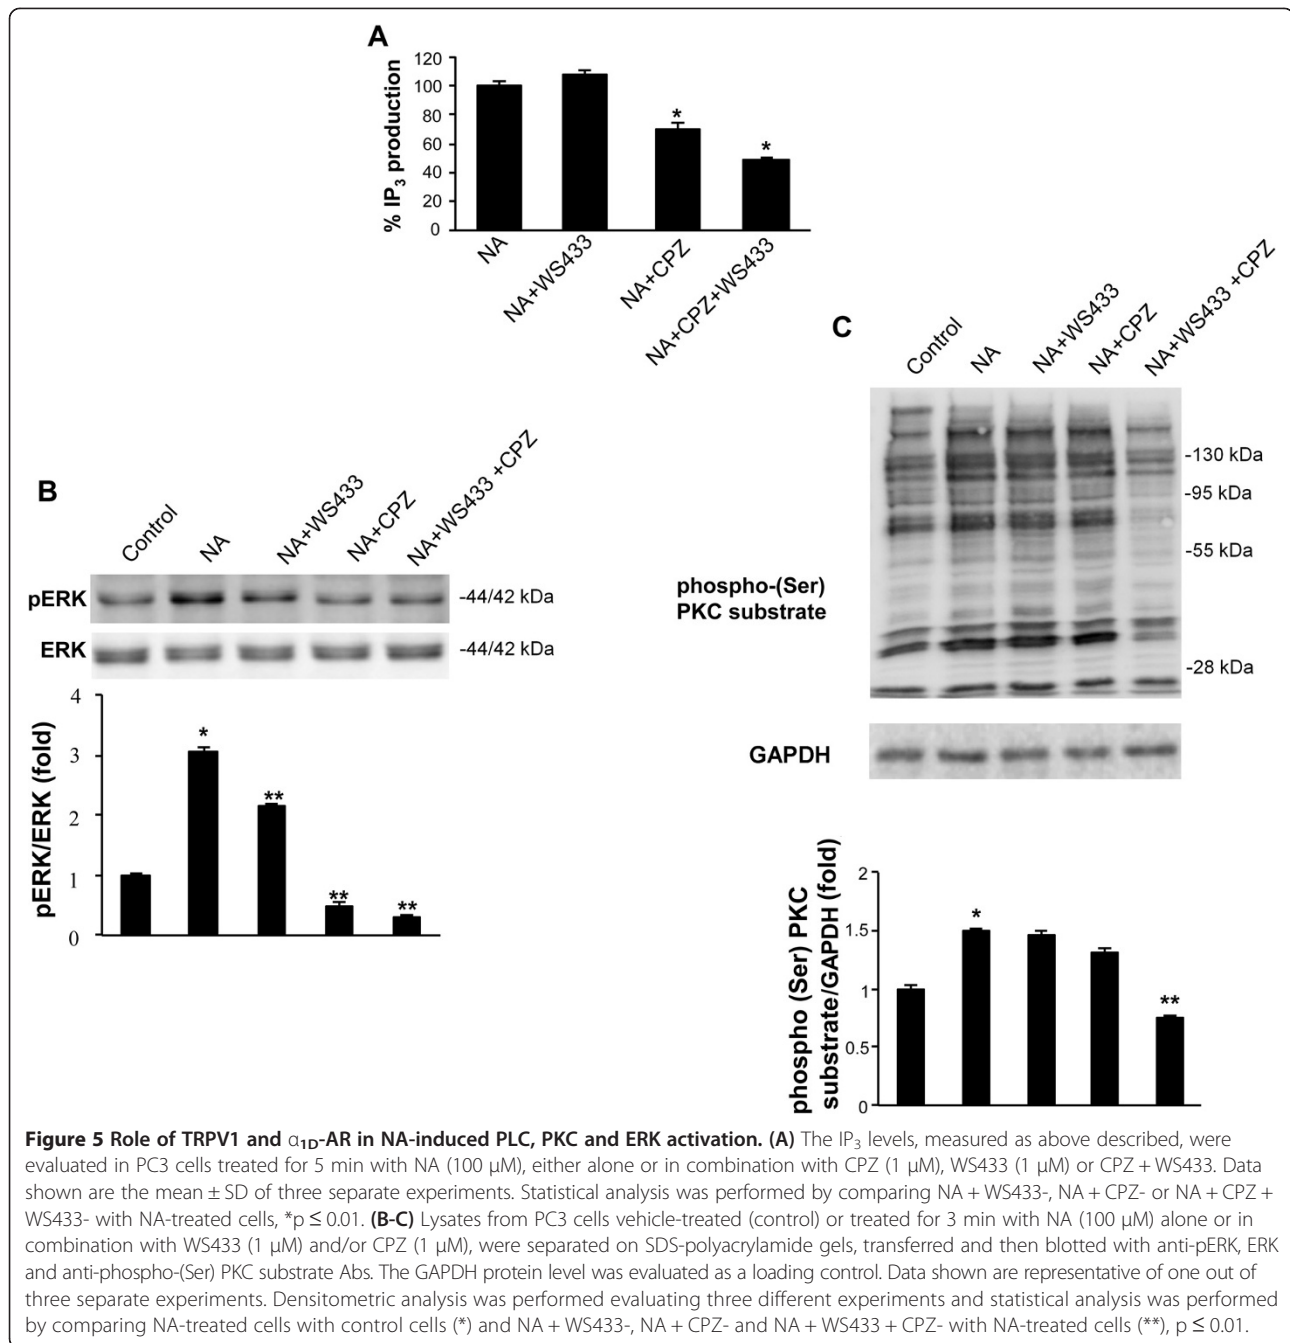 A
120
100
80
60
40
20
0
% IP₃ production
*
*
NA
NA+WS433
NA+CPZ
NA+CPZ+WS433
B
Control
NA
NA+WS433
NA+CPZ
NA+WS433 +CPZ
pERK
-44/42 kDa
ERK
-44/42 kDa
4
3
2
1
0
pERK/ERK (fold)
*
**
**
**
C
Control
NA
NA+WS433
NA+CPZ
NA+WS433 +CPZ
-130 kDa
-95 kDa
-55 kDa
-28 kDa
phospho-(Ser)
PKC substrate
GAPDH
2
1.5
1
0.5
0
phospho (Ser) PKC
substrate/GAPDH (fold)
*
**
Figure 5 Role of TRPV1 and α1D-AR in NA-induced PLC, PKC and ERK activation. (A) The IP₃ levels, measured as above described, were
evaluated in PC3 cells treated for 5 min with NA (100 μM), either alone or in combination with CPZ (1 μM), WS433 (1 μM) or CPZ + WS433. Data
shown are the mean ± SD of three separate experiments. Statistical analysis was performed by comparing NA + WS433-, NA + CPZ- or NA + CPZ +
WS433- with NA-treated cells, *p ≤ 0.01. (B-C) Lysates from PC3 cells vehicle-treated (control) or treated for 3 min with NA (100 μM) alone or in
combination with WS433 (1 μM) and/or CPZ (1 μM), were separated on SDS-polyacrylamide gels, transferred and then blotted with anti-pERK, ERK
and anti-phospho-(Ser) PKC substrate Abs. The GAPDH protein level was evaluated as a loading control. Data shown are representative of one out of
three separate experiments. Densitometric analysis was performed evaluating three different experiments and statistical analysis was performed
by comparing NA-treated cells with control cells (*) and NA + WS433-, NA + CPZ- and NA + WS433 + CPZ- with NA-treated cells (**), p ≤ 0.01.